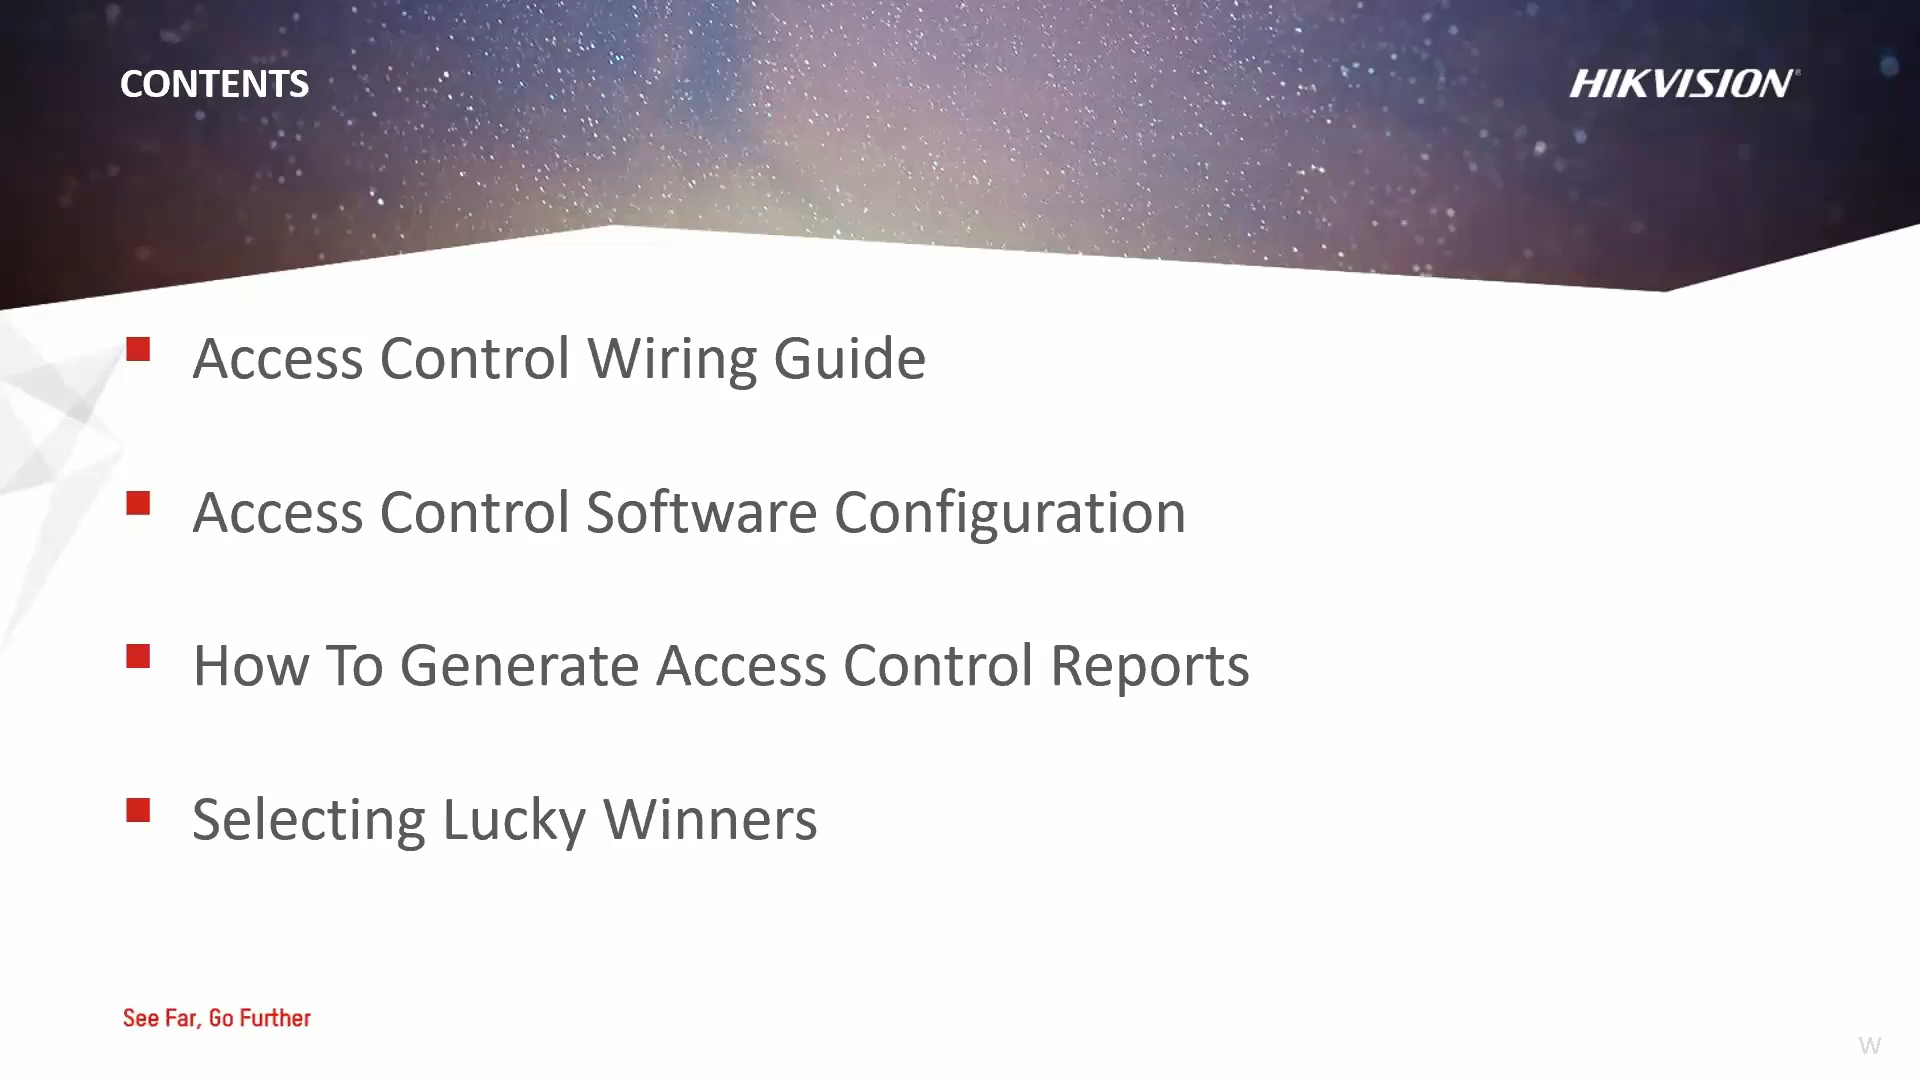 CONTENTS
HIKVISION®
Access Control Wiring Guide
Access Control Software Configuration
How To Generate Access Control Reports
Selecting Lucky Winners
See Far, Go Further
W